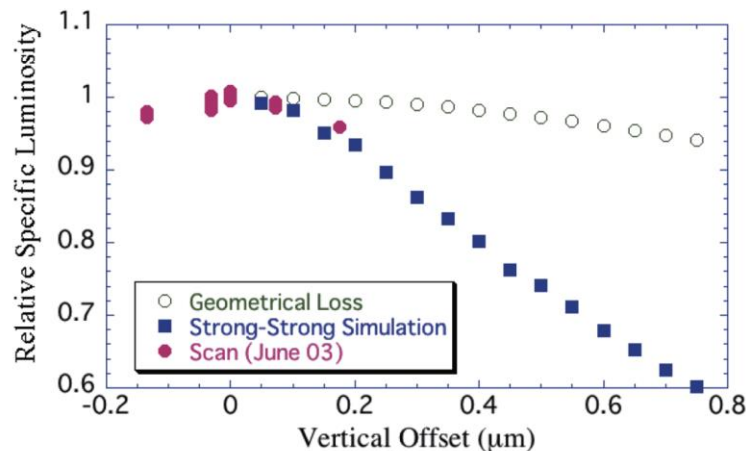 1.1
1
0.9
0.8
0.7
0.6
Relative Specific Luminosity
Geometrical Loss
Strong-Strong Simulation
Scan (June 03)
-0.2
0
0.2
0.4
0.6
0.8
Vertical Offset (μm)